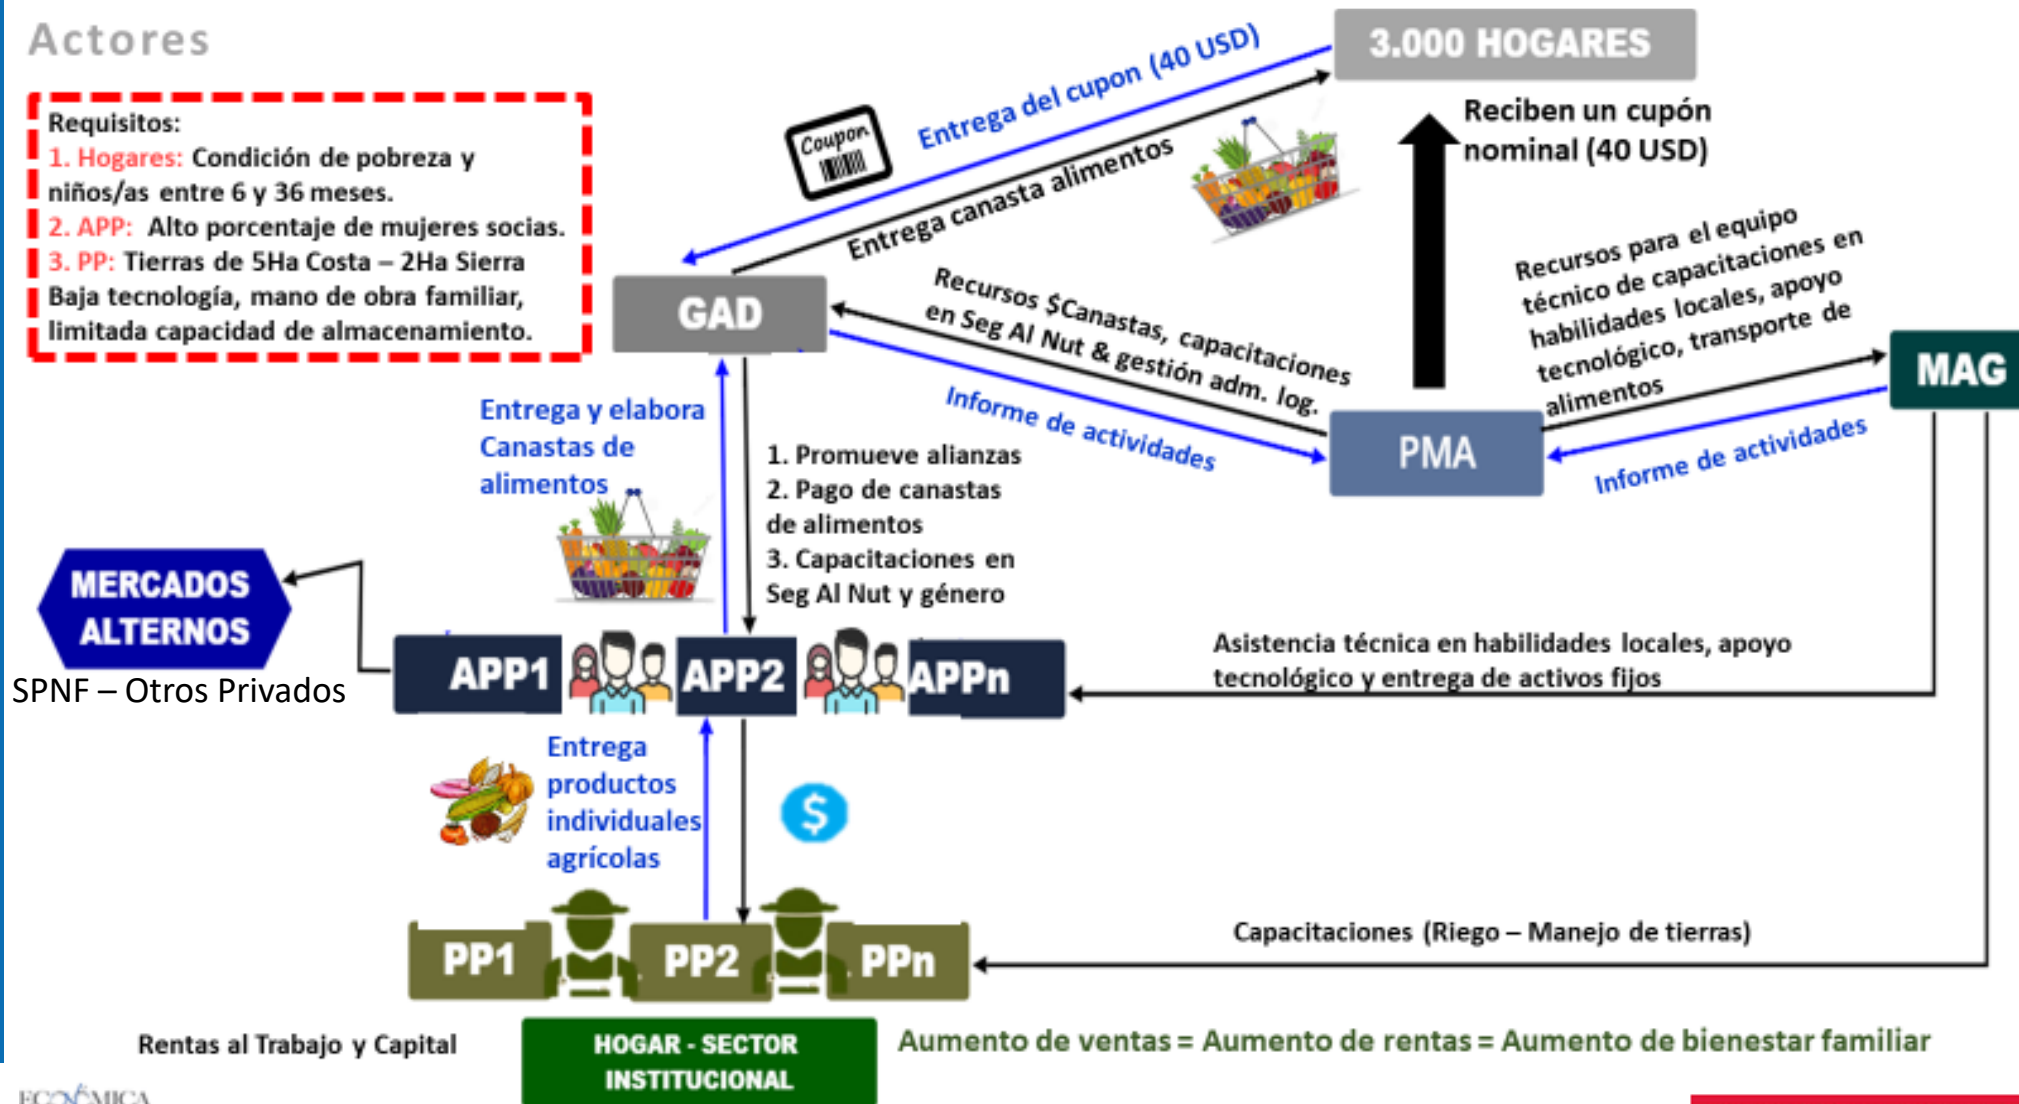 Actores
Requisitos:
1. Hogares: Condición de pobreza y
niños/as entre 6 y 36 meses.
2. APP: Alto porcentaje de mujeres socias.
3. PP: Tierras de 5Ha Costa – 2Ha Sierra
Baja tecnología, mano de obra familiar,
limitada capacidad de almacenamiento.
3.000 HOGARES
Reciben un cupón
nominal (40 USD)
Entrega del cupon (40 USD)
Coupon
Entrega canasta alimentos
GAD
Recursos $Canastas, capacitaciones
en Seg Al Nut & gestión adm. log.
Informe de actividades
PMA
Recursos para el equipo
técnico de capacitaciones en
habilidades locales, apoyo
tecnológico, transporte de
alimentos
Informe de actividades
MAG
Entrega y elabora
Canastas de
alimentos
1. Promueve alianzas
2. Pago de canastas
de alimentos
3. Capacitaciones en
Seg Al Nut y género
MERCADOS
ALTERNOS
SPNF – Otros Privados
APP1
APP2
APPn
Asistencia técnica en habilidades locales, apoyo
tecnológico y entrega de activos fijos
Entrega
productos
individuales
agrícolas
$
PP1
PP2
PPn
Capacitaciones (Riego – Manejo de tierras)
Rentas al Trabajo y Capital
HOGAR - SECTOR
INSTITUCIONAL
Aumento de ventas = Aumento de rentas = Aumento de bienestar familiar
ECONÓMICA